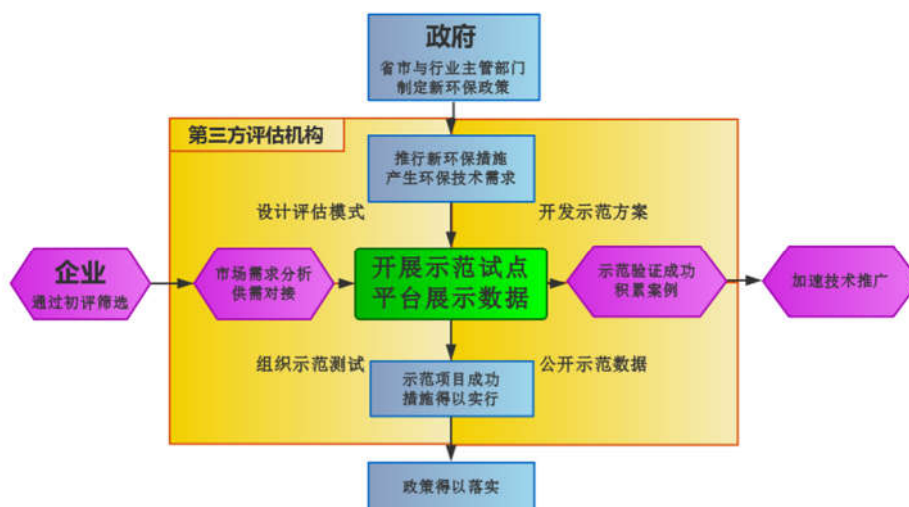 政府
省市与行业主管部门
制定新环保政策
第三方评估机构
推行新环保措施
产生环保技术需求
设计评估模式
开发示范方案
企业
通过初评筛选
市场需求分析
供需对接
开展示范试点
平台展示数据
示范验证成功
积累案例
加速技术推广
组织示范测试
公开示范数据
示范项目成功
措施得以实行
政策得以落实